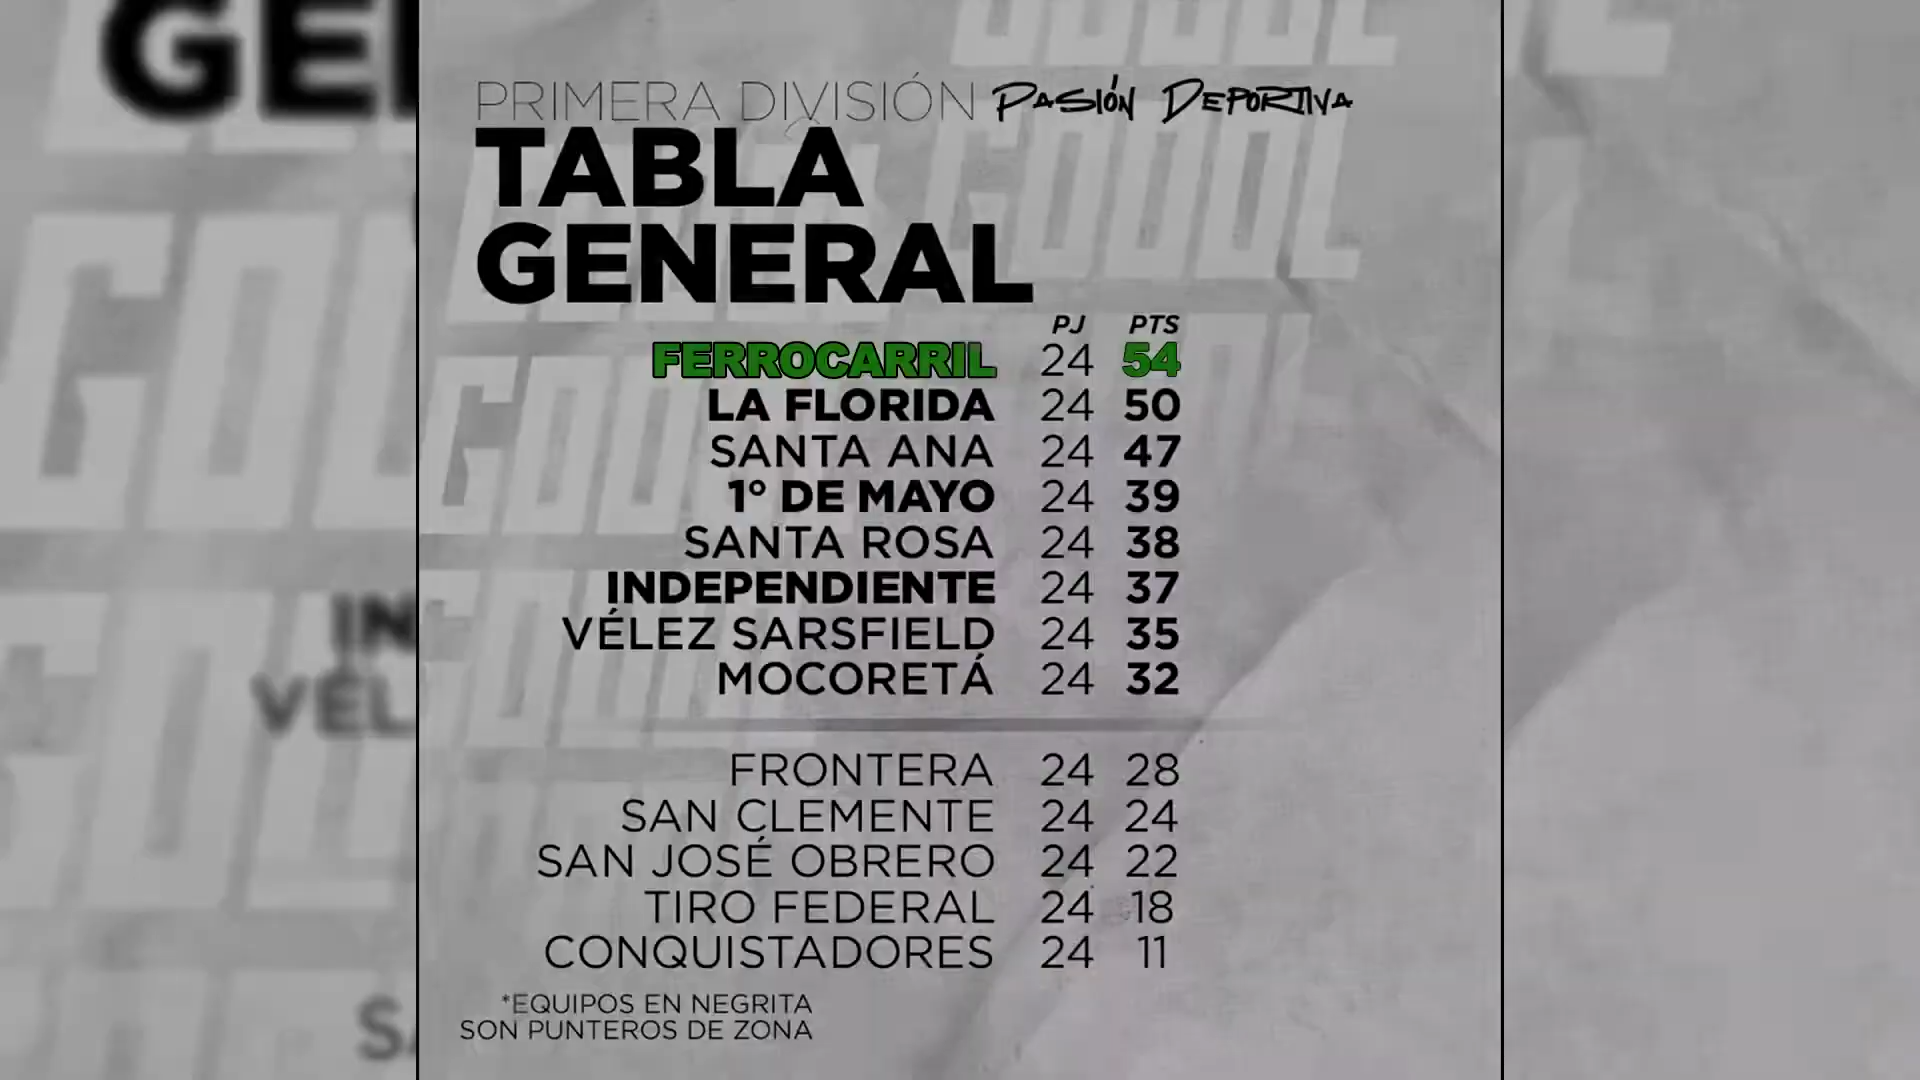 PRIMERA DIVISIÓN PASIÓN DEPORTIVA
TABLA
GENERAL
PJ PTS
FERROCARRIL 24 54
LA FLORIDA 24 50
SANTA ANA 24 47
1° DE MAYO 24 39
SANTA ROSA 24 38
INDEPENDIENTE 24 37
VÉLEZ SARSFIELD 24 35
MOCORETÁ 24 32
FRONTERA 24 28
SAN CLEMENTE 24 24
SAN JOSÉ OBRERO 24 22
TIRO FEDERAL 24 18
CONQUISTADORES 24 11
*EQUIPOS EN NEGRITA
SON PUNTEROS DE ZONA